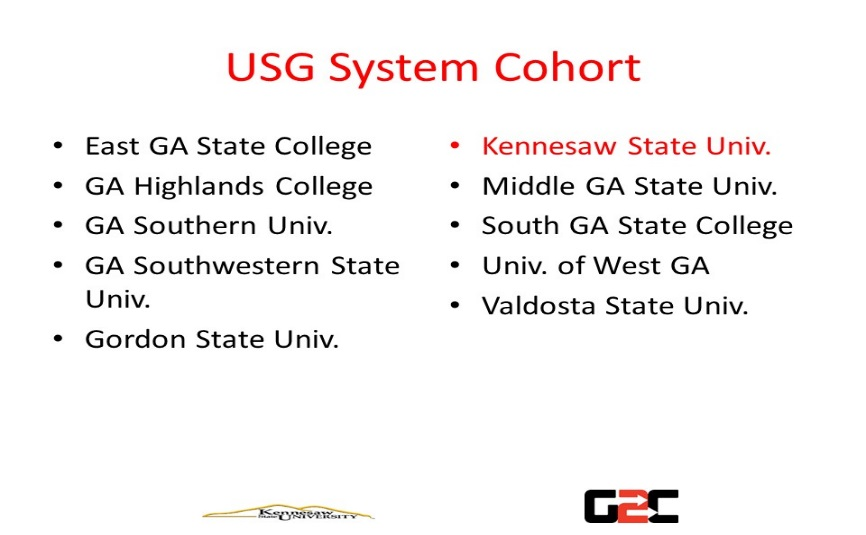 USG System Cohort
• East GA State College
• GA Highlands College
• GA Southern Univ.
• GA Southwestern State
Univ.
• Gordon State Univ.
• Kennesaw State Univ.
• Middle GA State Univ.
• South GA State College
• Univ. of West GA
• Valdosta State Univ.
Kennesaw
State UNIVERSITY
G2C